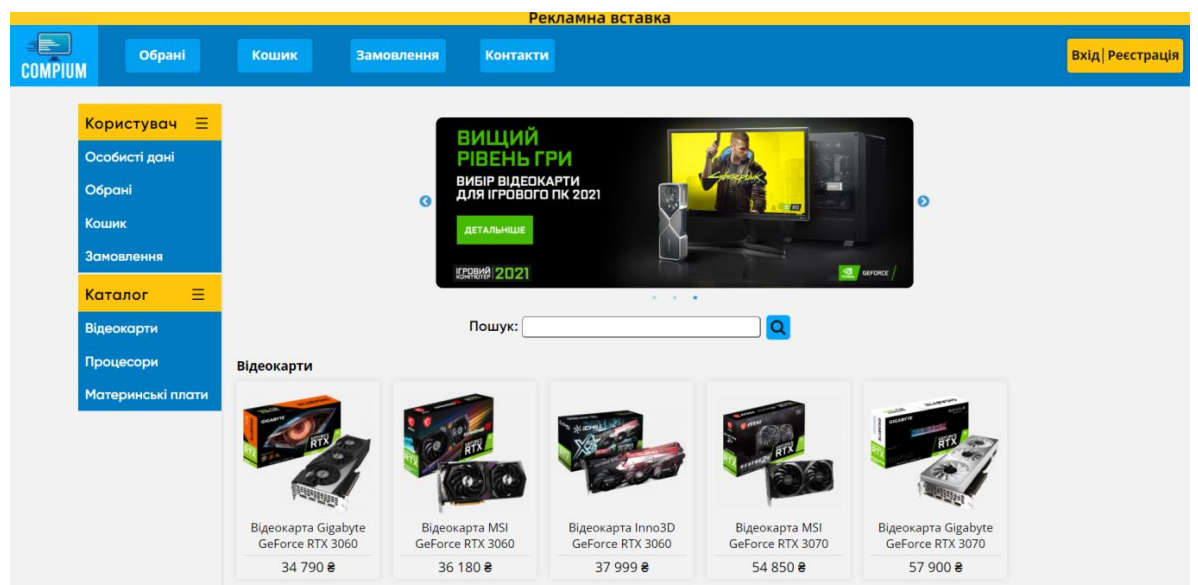 Рекламна вставка
COMPIUM
Обрані
Кошик
Замовлення
Контакти
Вхід | Реєстрація
Користувач
Особисті дані
Обрані
Кошик
Замовлення
Каталог
Відеокарти
Процесори
Материнські плати
ВИЩИЙ
РІВЕНЬ ГРИ
ВИБІР ВІДЕОКАРТИ
ДЛЯ ІГРОВОГО ПК 2021
ДЕТАЛЬНІШЕ
ІГРОВИЙ
КОМП'ЮТЕР 2021
GEFORCE
Пошук:
Відеокарти
Відеокарта Gigabyte
GeForce RTX 3060
34 790 ₴
Відеокарта MSI
GeForce RTX 3060
36 180 ₴
Відеокарта Inno3D
GeForce RTX 3060
37 999 ₴
Відеокарта MSI
GeForce RTX 3070
54 850 ₴
Відеокарта Gigabyte
GeForce RTX 3070
57 900 ₴